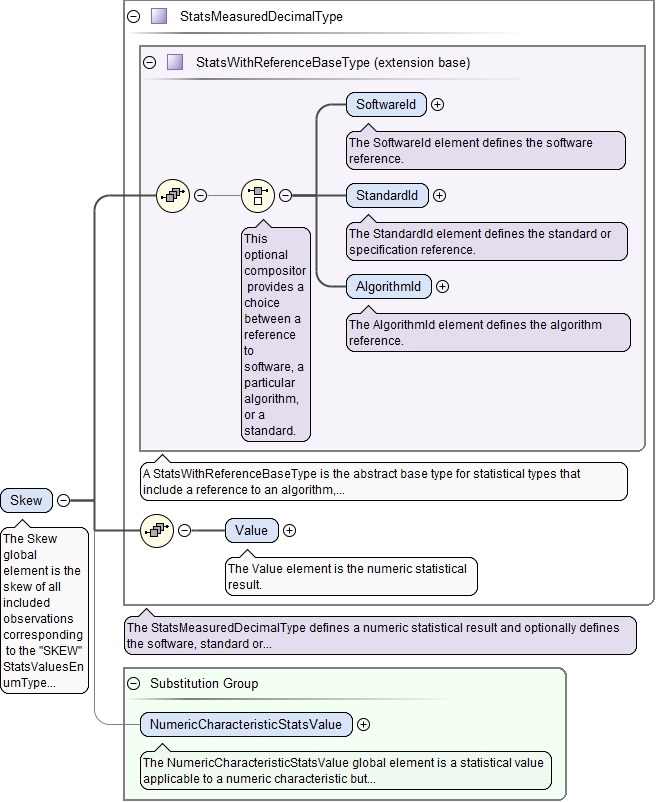 StatsMeasuredDecimalType
StatsWithReferenceBaseType (extension base)
SoftwareId
The SoftwareId element defines the software
reference.
StandardId
The StandardId element defines the standard or
specification reference.
AlgorithmId
The AlgorithmId element defines the algorithm
reference.
This
optional
compositor
provides a
choice
between a
reference
to
software, a
particular
algorithm,
or a
standard.
A StatsWithReferenceBaseType is the abstract base type for statistical types that
include a reference to an algorithm,...
Skew
The Skew
global
element is the
skew of all
included
observations
corresponding
to the "SKEW"
StatsValuesEn
umType...
Value
The Value element is the numeric statistical
result.
The StatsMeasuredDecimalType defines a numeric statistical result and optionally defines
the software, standard or...
Substitution Group
NumericCharacteristicStatsValue
The NumericCharacteristicStatsValue global element is a statistical value
applicable to a numeric characteristic but...